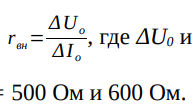 r_вн = ΔU_o / ΔI_o, где ΔU_0 и
= 500 Ом и 600 Ом.